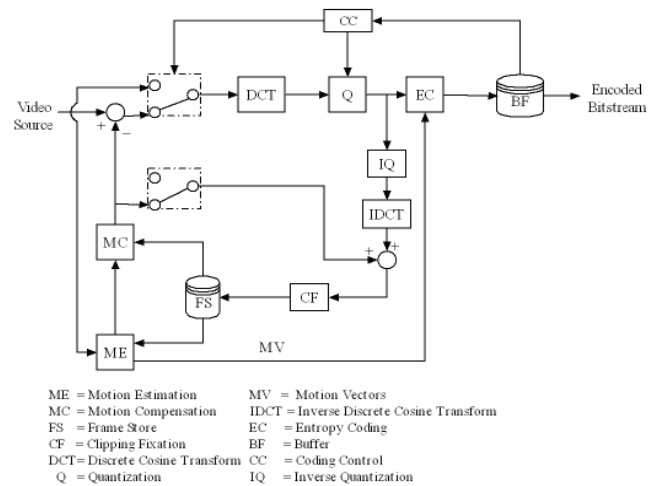 CC
Video
Source
+
−
DCT
Q
EC
BF
Encoded
Bitstream
IQ
IDCT
MC
+
+
FS
CF
ME
MV
ME = Motion Estimation
MV = Motion Vectors
MC = Motion Compensation
IDCT = Inverse Discrete Cosine Transform
FS = Frame Store
EC = Entropy Coding
CF = Clipping Fixation
BF = Buffer
DCT = Discrete Cosine Transform
CC = Coding Control
Q = Quantization
IQ = Inverse Quantization